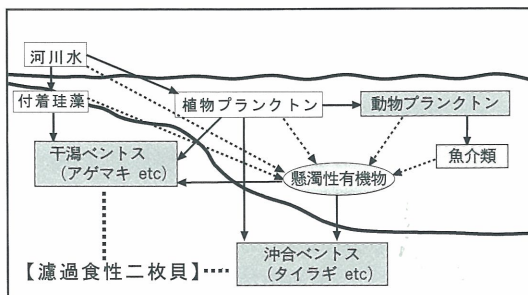 河川水
付着珪藻
植物プランクトン
動物プランクトン
干潟ベントス
（アゲマキ etc）
魚介類
懸濁性有機物
沖合ベントス
（タイラギ etc）
【濾過食性二枚貝】